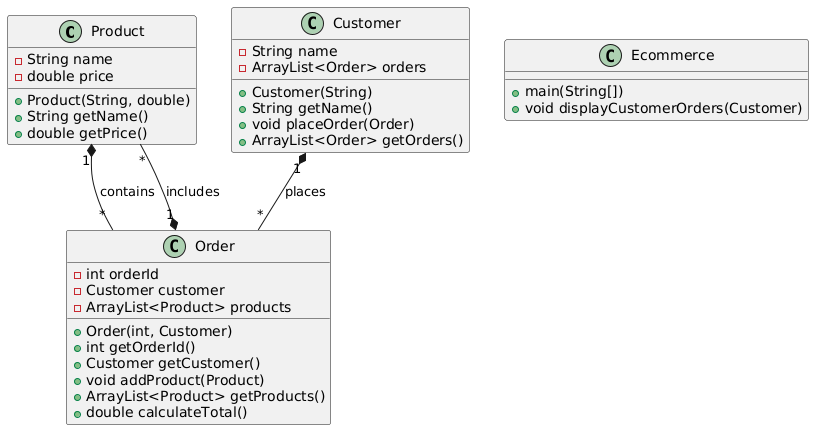 C Product
- String name
- double price
+ Product(String, double)
+ String getName()
+ double getPrice()
C Customer
- String name
- ArrayList<Order> orders
+ Customer(String)
+ String getName()
+ void placeOrder(Order)
+ ArrayList<Order> getOrders()
C Ecommerce
+ main(String[])
+ void displayCustomerOrders(Customer)
1
*
1
contains
includes
places
*
1
*
C Order
- int orderId
- Customer customer
- ArrayList<Product> products
+ Order(int, Customer)
+ int getOrderId()
+ Customer getCustomer()
+ void addProduct(Product)
+ ArrayList<Product> getProducts()
+ double calculateTotal()